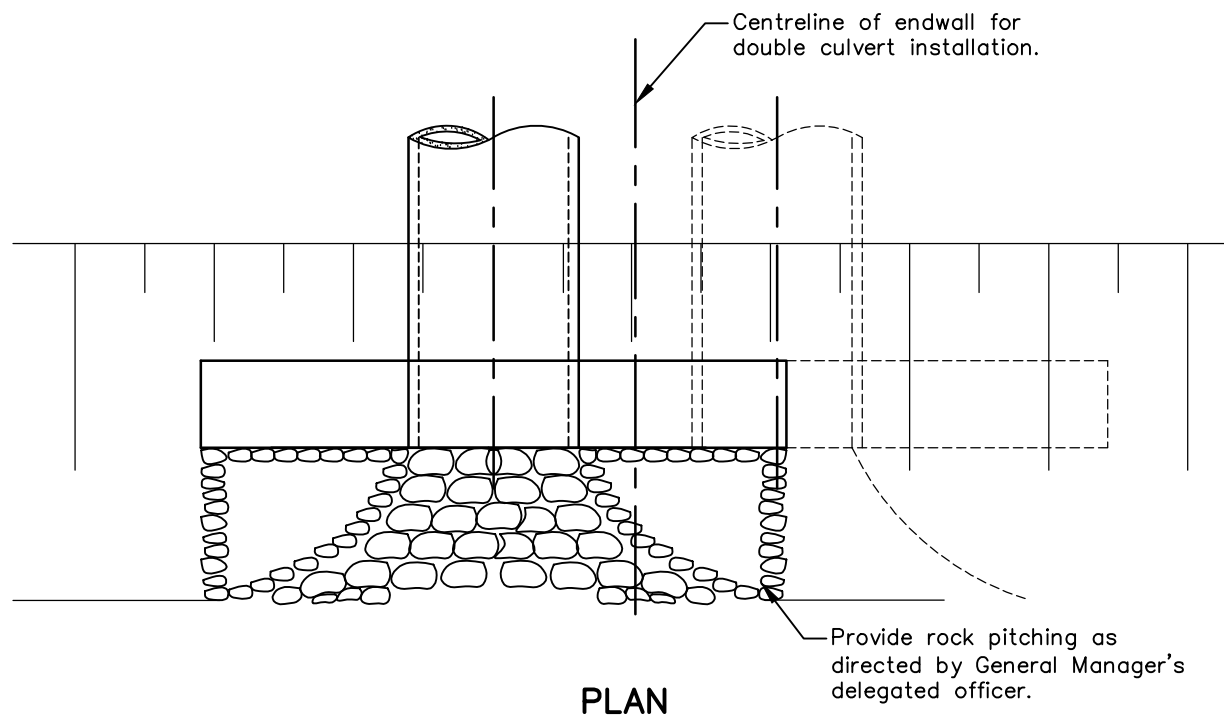 Centreline of endwall for
double culvert installation.
Provide rock pitching as
directed by General Manager's
delegated officer.
PLAN